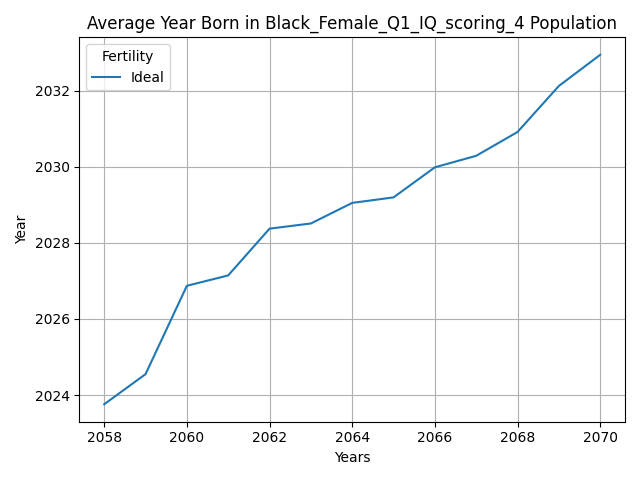 Average Year Born in Black_Female_Q1_IQ_scoring_4 Population
Fertility
Ideal
Year
2032
2030
2028
2026
2024
2058 2060 2062 2064 2066 2068 2070
Years